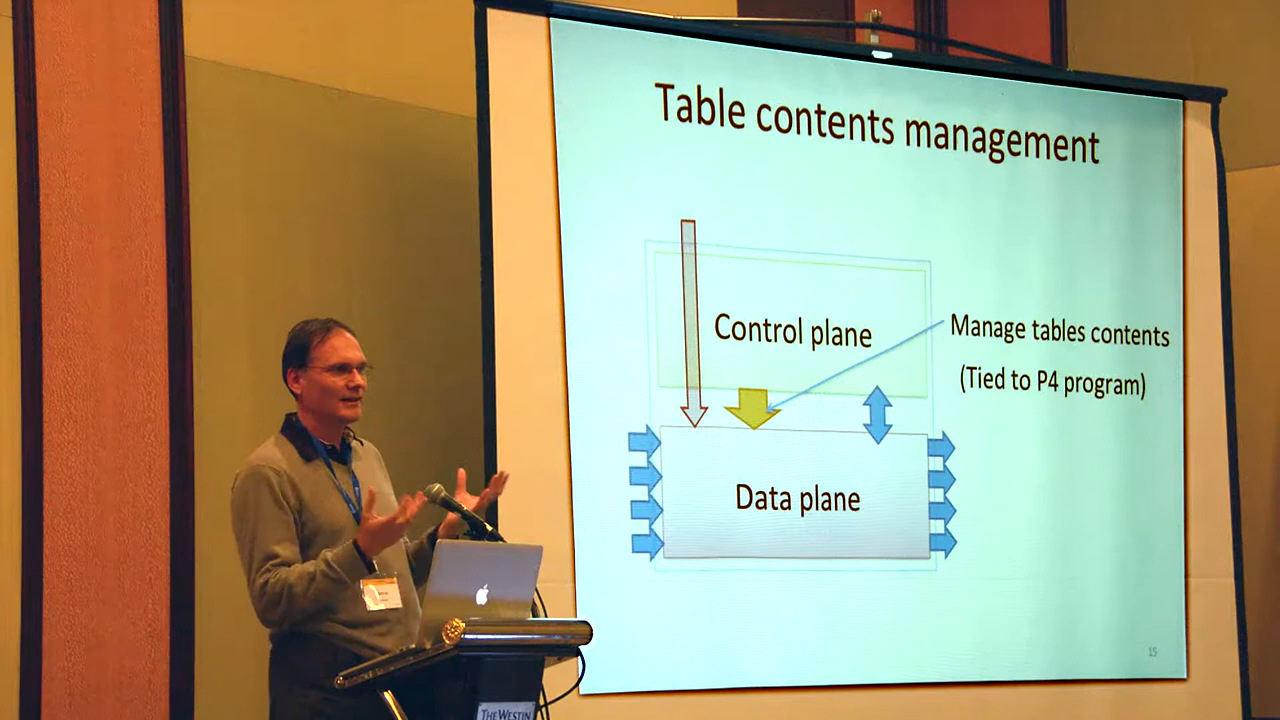 Table contents management
Control plane
Manage tables contents
(Tied to P4 program)
Data plane
15
THE WESTIN